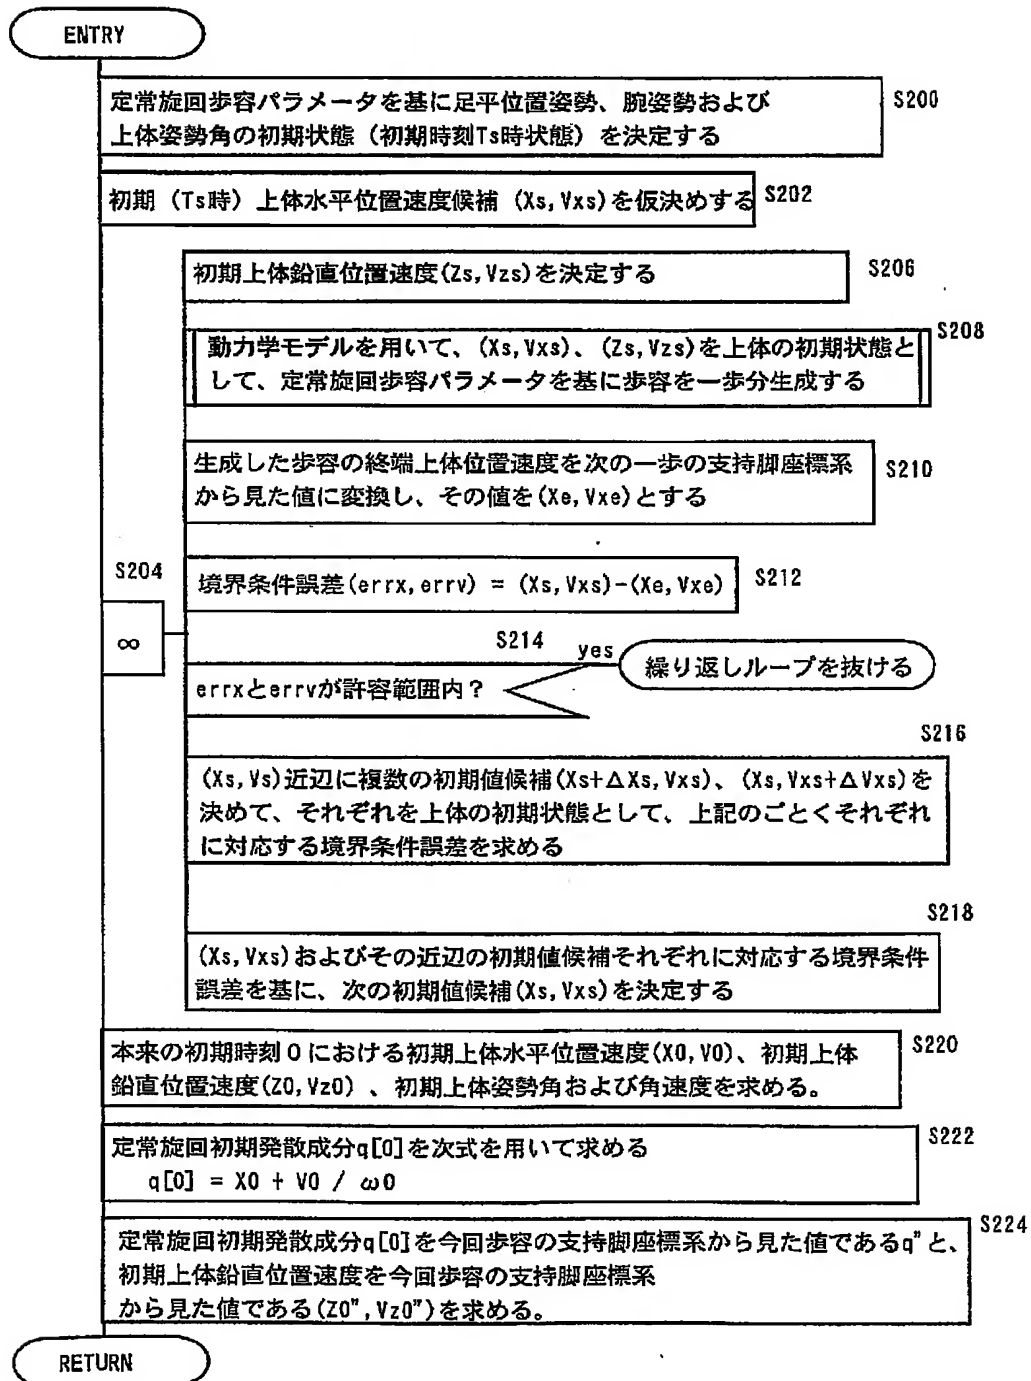 ENTRY
定常旋回歩容パラメータを基に足平位置姿勢、腕姿勢および
上体姿勢角の初期状態(初期時刻Ts時状態)を決定する
S200
初期(Ts時)上体水平位置速度候補 (Xs,Vxs)を仮決めする
S202
初期上体鉛直位置速度(Zs,Vzs)を決定する
S206
動力学モデルを用いて、(Xs,Vxs)、(Zs,Vzs)を上体の初期状態と
して、定常旋回歩容パラメータを基に歩容を一歩分生成する
S208
生成した歩容の終端上体位置速度を次の一歩の支持脚座標系
から見た値に変換し、その値を(Xe,Vxe)とする
S210
S204
∞
境界条件誤差(errx,errv) = (Xs,Vxs)-(Xe,Vxe)
S212
S214
yes
繰り返しループを抜ける
errxとerrvが許容範囲内?
S216
(Xs,Vs)近辺に複数の初期値候補(Xs+ΔXs,Vxs)、(Xs,Vxs+ΔVxs)を
決めて、それぞれを上体の初期状態として、上記のごとくそれぞれ
に対応する境界条件誤差を求める
S218
(Xs,Vxs)およびその近辺の初期値候補それぞれに対応する境界条件
誤差を基に、次の初期値候補(Xs,Vxs)を決定する
本来の初期時刻0における初期上体水平位置速度(X0,V0)、初期上体
鉛直位置速度(Z0,Vz0) 、初期上体姿勢角および角速度を求める。
S220
定常旋回初期発散成分q[0]を次式を用いて求める
q[0] = X0 + V0 / ω0
S222
定常旋回初期発散成分q[0]を今回歩容の支持脚座標系から見た値であるq"と、
初期上体鉛直位置速度を今回歩容の支持脚座標系
から見た値である(Z0",Vz0")を求める。
S224
RETURN